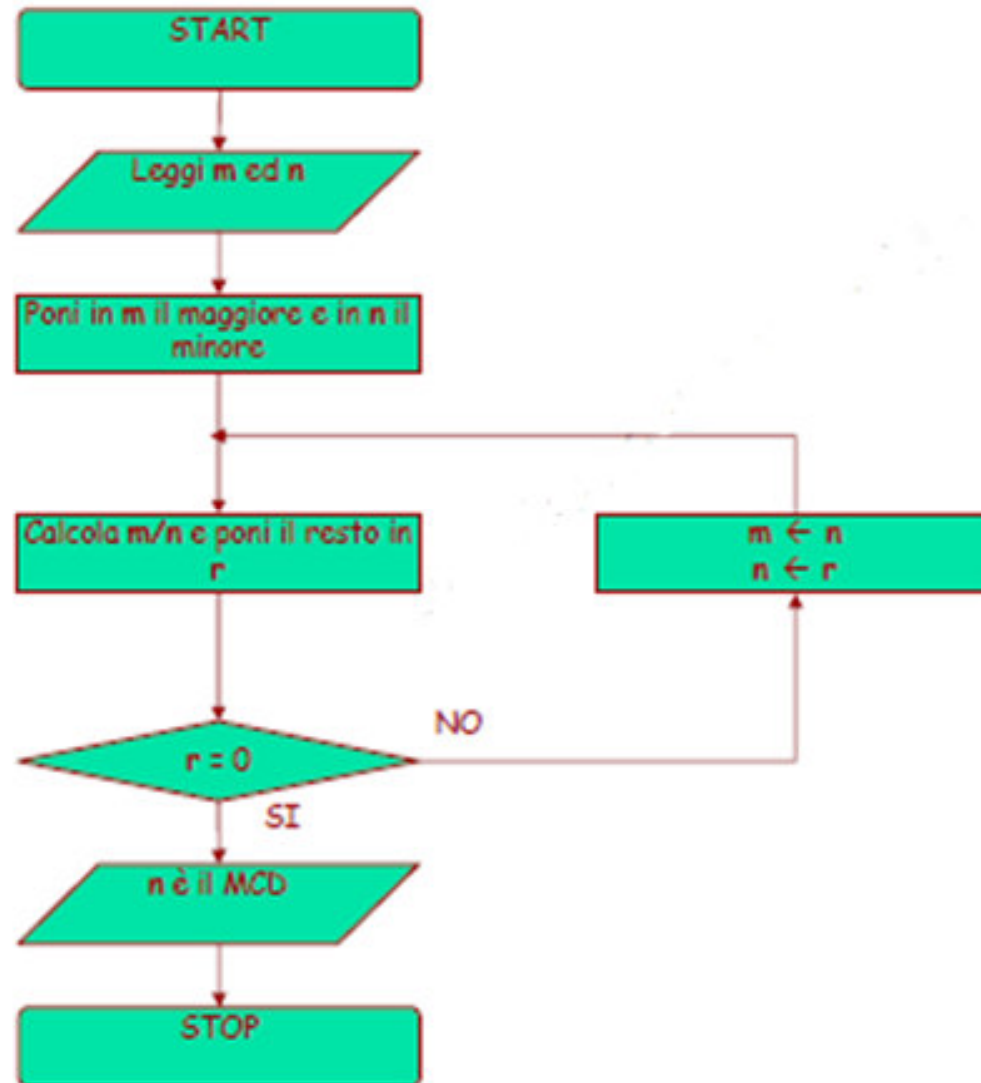 START
Leggi m ed n
Poni in m il maggiore e in n il
minore
Calcola m/n e poni il resto in
r
m ← n
n ← r
r = 0
NO
SI
n è il MCD
STOP